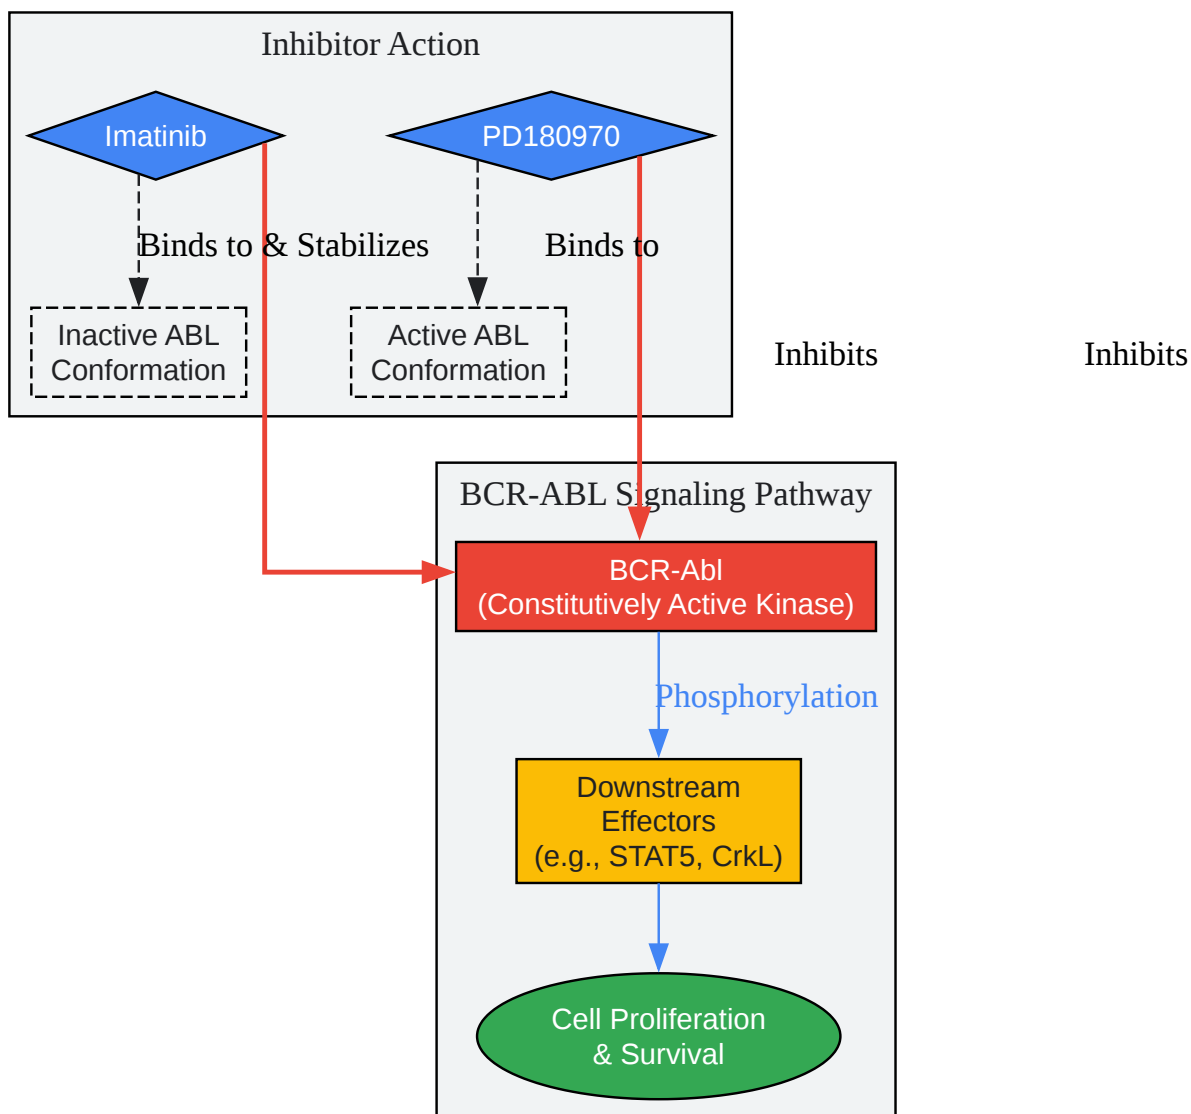 Inhibitor Action
Imatinib
PD180970
Binds to & Stabilizes
Binds to
Inactive ABL
Conformation
Active ABL
Conformation
Inhibits
Inhibits
BCR-ABL Signaling Pathway
BCR-Abl
(Constitutively Active Kinase)
Phosphorylation
Downstream
Effectors
(e.g., STAT5, CrkL)
Cell Proliferation
& Survival